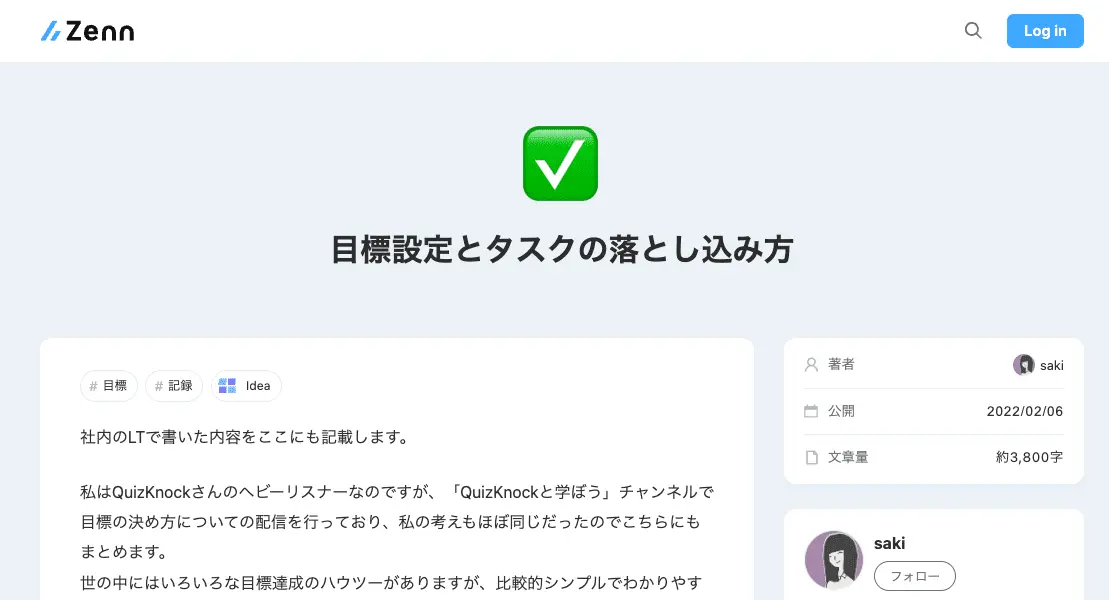 Zenn
Log in
目標設定とタスクの落とし込み方
# 目標 # 記録 Idea
社内のLTで書いた内容をここにも記載します。
私はQuizKnockさんのヘビーリスナーなのですが、「QuizKnockと学ぼう」チャンネルで
目標の決め方についての配信を行っており、私の考えもほぼ同じだったのでこちらにも
まとめます。
世の中にはいろいろな目標達成のハウツーがありますが、比較的シンプルでわかりやす
著者 saki
公開 2022/02/06
文章量 約3,800字
saki
フォロー